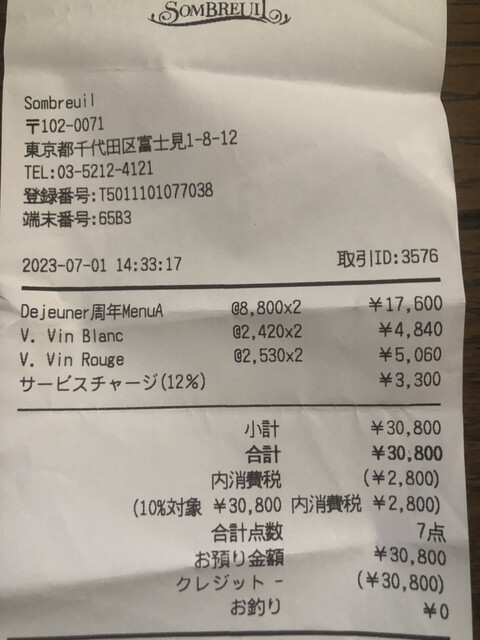 SOMBREUIL
Sombreuil
〒102-0071
東京都千代田区富士見1-8-12
TEL:03-5212-4121
登録番号:T5011101077038
端末番号:65B3
2023-07-01 14:33:17 取引ID:3576
Dejeuner周年MenuA @8,800x2 ￥17,600
V. Vin Blanc @2,420x2 ￥4,840
V. Vin Rouge @2,530x2 ￥5,060
サービスチャージ(12%) ￥3,300
小計 ￥30,800
合計 ￥30,800
内消費税 (￥2,800)
(10%対象 ￥30,800 内消費税 ￥2,800)
合計点数 7点
お預り金額 ￥30,800
クレジット - (￥30,800)
お釣り ￥0